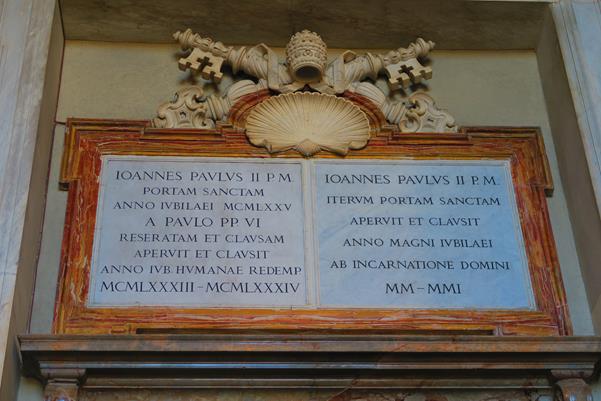 IOANNES PAVLVS II P.M.
PORTAM SANCTAM
ANNO IVBILAEI MCMLXXV
A PAVLO PP. VI
RESERATAM ET CLAVSAM
APERVIT ET CLAVSIT
ANNO IVB. HVMANAE REDEMP.
MCMLXXXIII – MCMLXXXIV
IOANNES PAVLVS II P.M.
ITERVM PORTAM SANCTAM
APERVIT ET CLAVSIT
ANNO MAGNI IVBILAEI
AB INCARNATIONE DOMINI
MM – MMI